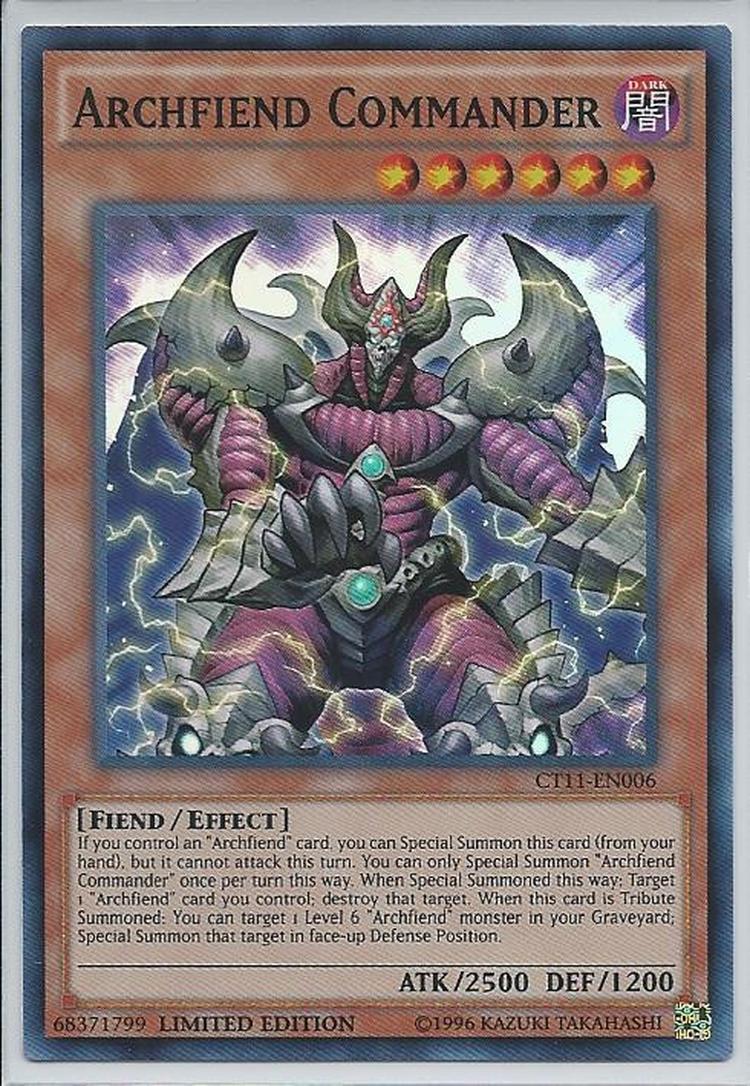 ARCHFIEND COMMANDER
DARK
闇
CT11-EN006
[FIEND / EFFECT]
If you control an "Archfiend" card, you can Special Summon this card (from your
hand), but it cannot attack this turn. You can only Special Summon "Archfiend
Commander" once per turn this way. When Special Summoned this way: Target
1 "Archfiend" card you control; destroy that target. When this card is Tribute
Summoned: You can target 1 Level 6 "Archfiend" monster in your Graveyard;
Special Summon that target in face-up Defense Position.
ATK/2500 DEF/1200
68371799 LIMITED EDITION ©1996 KAZUKI TAKAHASHI